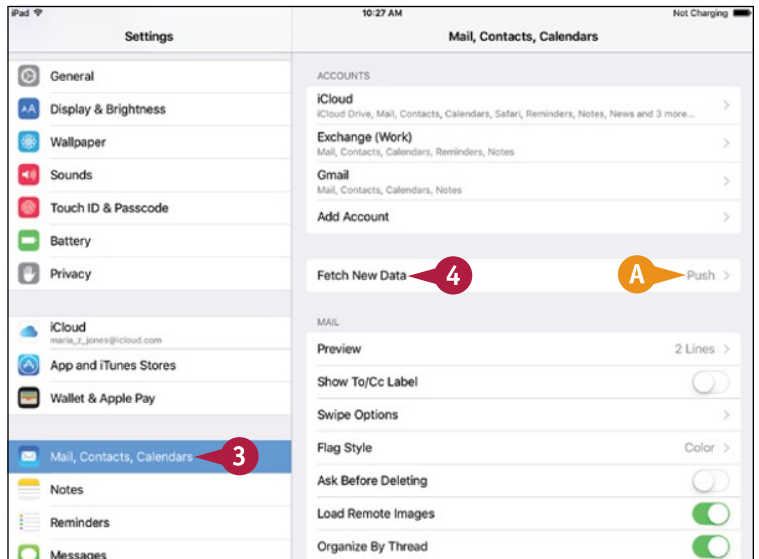 iPad 10:27 AM Not Charging
Settings
General
AA Display & Brightness
Wallpaper
Sounds
Touch ID & Passcode
Battery
Privacy
iCloud
maria_z_jones@icloud.com
App and iTunes Stores
Wallet & Apple Pay
Mail, Contacts, Calendars 3
Notes
Reminders
Messages
Mail, Contacts, Calendars
ACCOUNTS
iCloud
iCloud Drive, Mail, Contacts, Calendars, Safari, Reminders, Notes, News and 3 more...
Exchange (Work)
Mail, Contacts, Calendars, Reminders, Notes
Gmail
Mail, Contacts, Calendars, Notes
Add Account
Fetch New Data 4 A Push
MAIL
Preview 2 Lines
Show To/Cc Label
Swipe Options
Flag Style Color
Ask Before Deleting
Load Remote Images
Organize By Thread